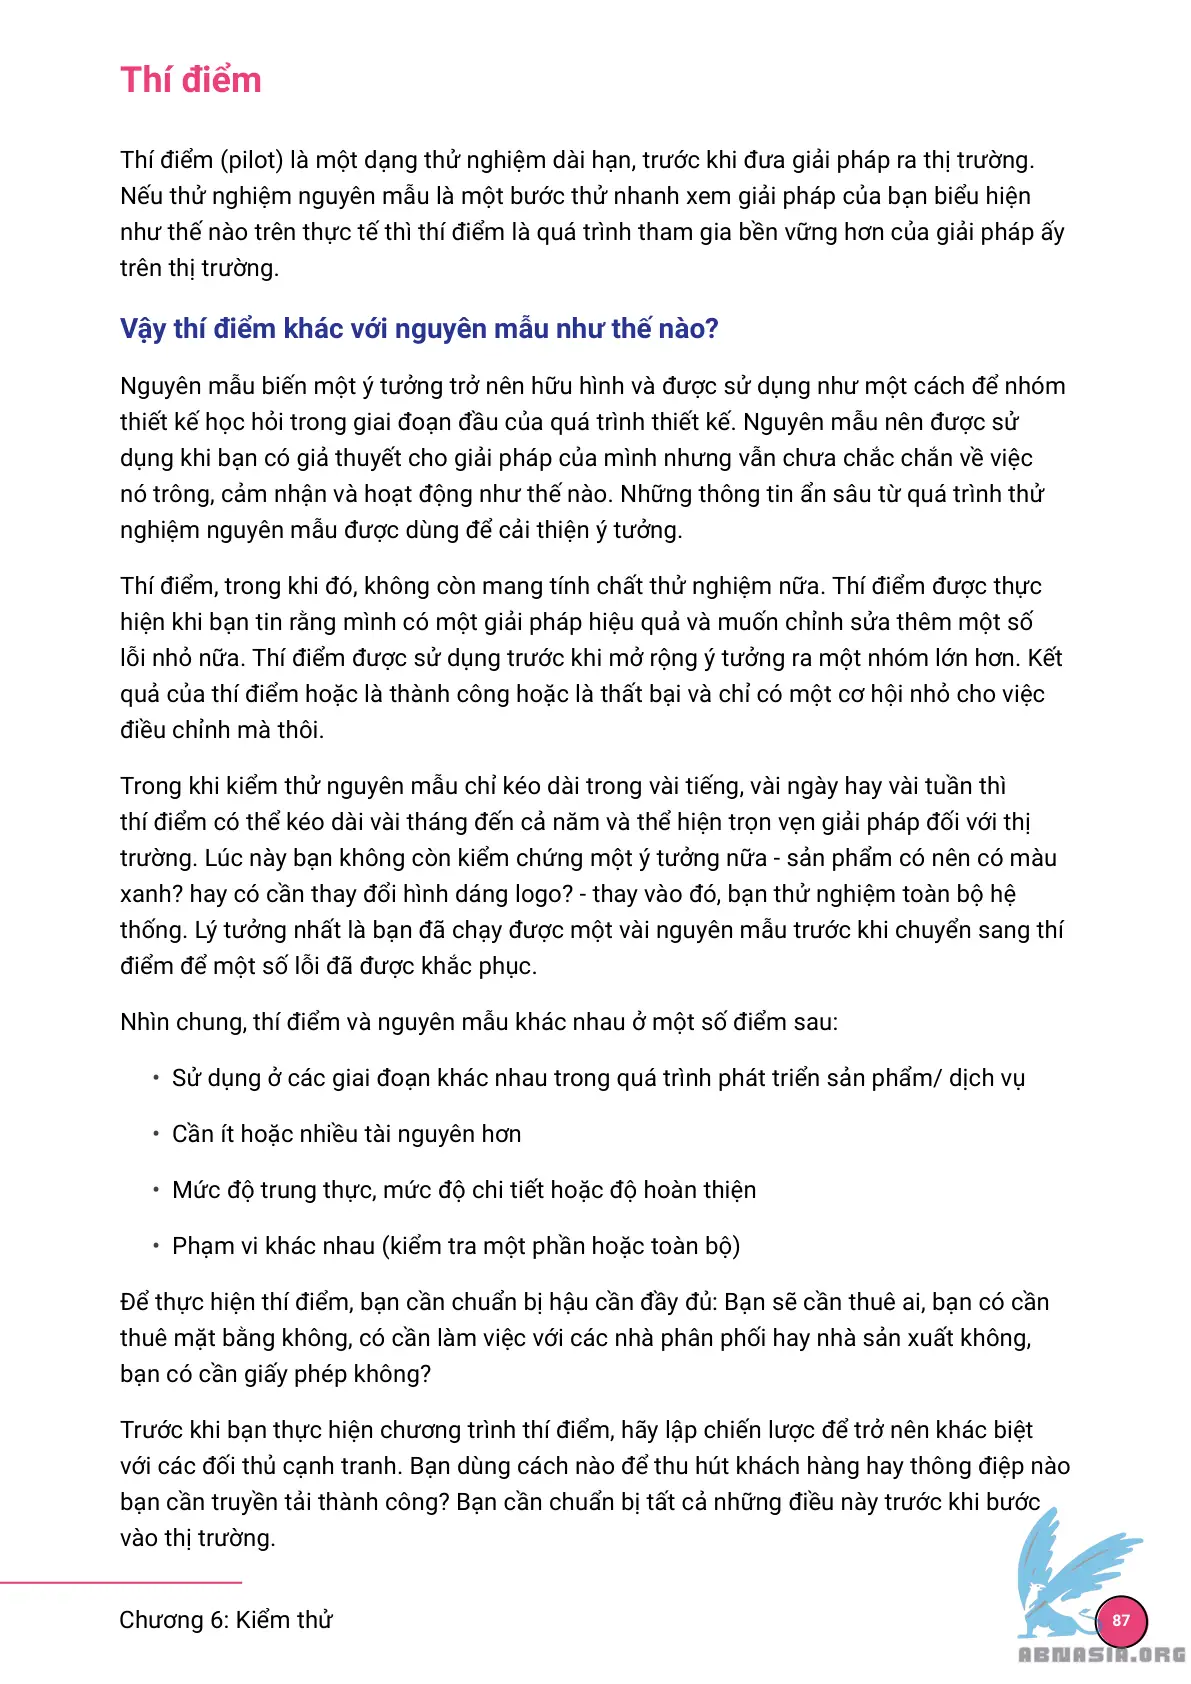 Thí điểm
Thí điểm (pilot) là một dạng thử nghiệm dài hạn, trước khi đưa giải pháp ra thị trường.
Nếu thử nghiệm nguyên mẫu là một bước thử nhanh xem giải pháp của bạn biểu hiện
như thế nào trên thực tế thì thí điểm là quá trình tham gia bền vững hơn của giải pháp ấy
trên thị trường.
Vậy thí điểm khác với nguyên mẫu như thế nào?
Nguyên mẫu biến một ý tưởng trở nên hữu hình và được sử dụng như một cách để nhóm
thiết kế học hỏi trong giai đoạn đầu của quá trình thiết kế. Nguyên mẫu nên được sử
dụng khi bạn có giả thuyết cho giải pháp của mình nhưng vẫn chưa chắc chắn về việc
nó trông, cảm nhận và hoạt động như thế nào. Những thông tin ẩn sâu từ quá trình thử
nghiệm nguyên mẫu được dùng để cải thiện ý tưởng.
Thí điểm, trong khi đó, không còn mang tính chất thử nghiệm nữa. Thí điểm được thực
hiện khi bạn tin rằng mình có một giải pháp hiệu quả và muốn chỉnh sửa thêm một số
lỗi nhỏ nữa. Thí điểm được sử dụng trước khi mở rộng ý tưởng ra một nhóm lớn hơn. Kết
quả của thí điểm hoặc là thành công hoặc là thất bại và chỉ có một cơ hội nhỏ cho việc
điều chỉnh mà thôi.
Trong khi kiểm thử nguyên mẫu chỉ kéo dài trong vài tiếng, vài ngày hay vài tuần thì
thí điểm có thể kéo dài vài tháng đến cả năm và thể hiện trọn vẹn giải pháp đối với thị
trường. Lúc này bạn không còn kiểm chứng một ý tưởng nữa - sản phẩm có nên có màu
xanh? hay có cần thay đổi hình dáng logo? - thay vào đó, bạn thử nghiệm toàn bộ hệ
thống. Lý tưởng nhất là bạn đã chạy được một vài nguyên mẫu trước khi chuyển sang thí
điểm để một số lỗi đã được khắc phục.
Nhìn chung, thí điểm và nguyên mẫu khác nhau ở một số điểm sau:
• Sử dụng ở các giai đoạn khác nhau trong quá trình phát triển sản phẩm/ dịch vụ
• Cần ít hoặc nhiều tài nguyên hơn
• Mức độ trung thực, mức độ chi tiết hoặc độ hoàn thiện
• Phạm vi khác nhau (kiểm tra một phần hoặc toàn bộ)
Để thực hiện thí điểm, bạn cần chuẩn bị hậu cần đầy đủ: Bạn sẽ cần thuê ai, bạn có cần
thuê mặt bằng không, có cần làm việc với các nhà phân phối hay nhà sản xuất không,
bạn có cần giấy phép không?
Trước khi bạn thực hiện chương trình thí điểm, hãy lập chiến lược để trở nên khác biệt
với các đối thủ cạnh tranh. Bạn dùng cách nào để thu hút khách hàng hay thông điệp nào
bạn cần truyền tải thành công? Bạn cần chuẩn bị tất cả những điều này trước khi bước
vào thị trường.
Chương 6: Kiểm thử
87
ABNASIA.ORG